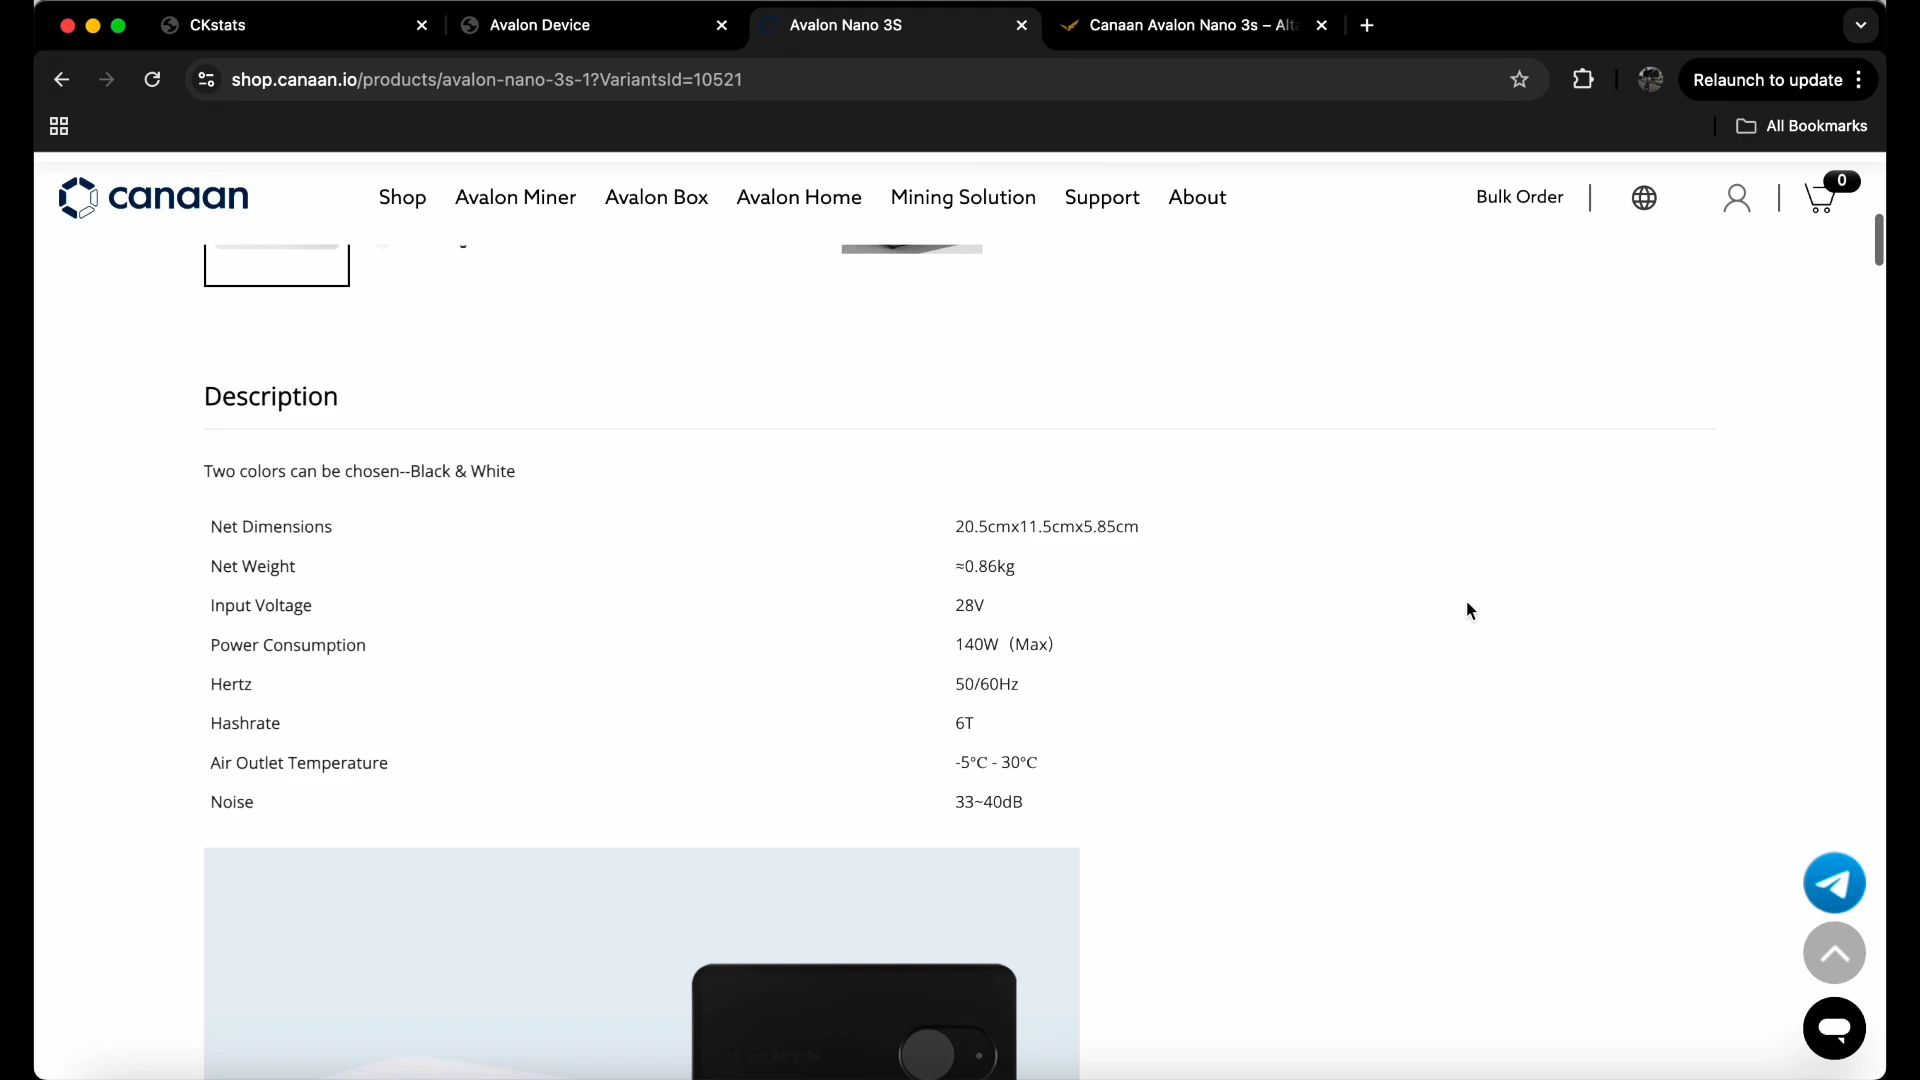 CKstats
Avalon Device
Avalon Nano 3S
Canaan Avalon Nano 3s – Alta
shop.canaan.io/products/avalon-nano-3s-1?VariantsId=10521
Relaunch to update
All Bookmarks
canaan
Shop
Avalon Miner
Avalon Box
Avalon Home
Mining Solution
Support
About
Bulk Order
0
Description
Two colors can be chosen--Black & White
Net Dimensions 20.5cmx11.5cmx5.85cm
Net Weight ≈0.86kg
Input Voltage 28V
Power Consumption 140W（Max)
Hertz 50/60Hz
Hashrate 6T
Air Outlet Temperature -5°C - 30°C
Noise 33~40dB